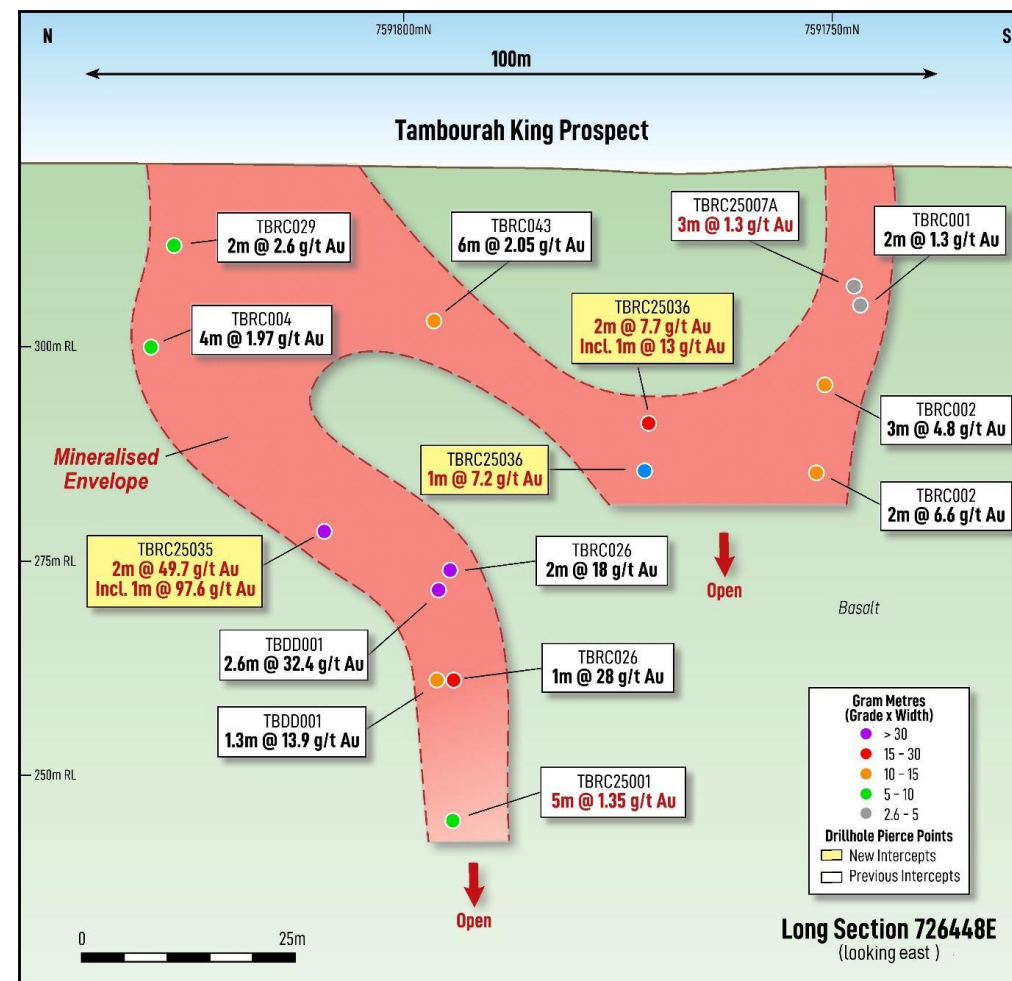 N
7591800mN
7591750mN
S
100m
Tambourah King Prospect
TBRC029
2m @ 2.6 g/t Au
TBRC043
6m @ 2.05 g/t Au
TBRC25007A
3m @ 1.3 g/t Au
TBRC001
2m @ 1.3 g/t Au
TBRC004
4m @ 1.97 g/t Au
TBRC25036
2m @ 7.7 g/t Au
Incl. 1m @ 13 g/t Au
300m RL
TBRC002
3m @ 4.8 g/t Au
Mineralised
Envelope
TBRC25036
1m @ 7.2 g/t Au
TBRC002
2m @ 6.6 g/t Au
TBRC25035
2m @ 49.7 g/t Au
Incl. 1m @ 97.6 g/t Au
275m RL
TBRC026
2m @ 18 g/t Au
Open
Basalt
TBDD001
2.6m @ 32.4 g/t Au
TBRC026
1m @ 28 g/t Au
TBDD001
1.3m @ 13.9 g/t Au
250m RL
TBRC25001
5m @ 1.35 g/t Au
Open
Gram Metres
(Grade x Width)
> 30
15 - 30
10 - 15
5 - 10
2.6 - 5
Drillhole Pierce Points
New Intercepts
Previous Intercepts
0
25m
Long Section 726448E
(looking east )